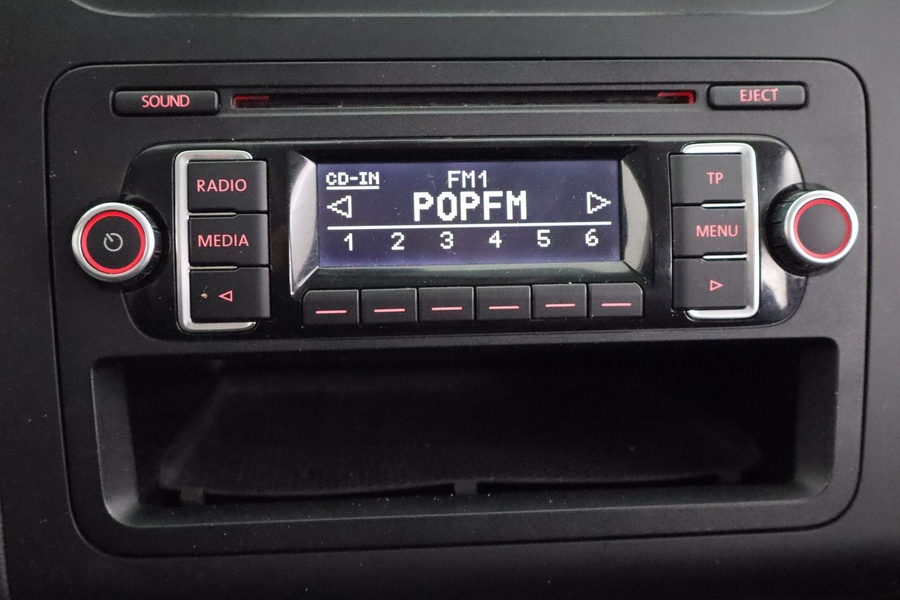 SOUND
EJECT
RADIO
MEDIA
CD-IN
FM1
POPFM
1 2 3 4 5 6
TP
MENU